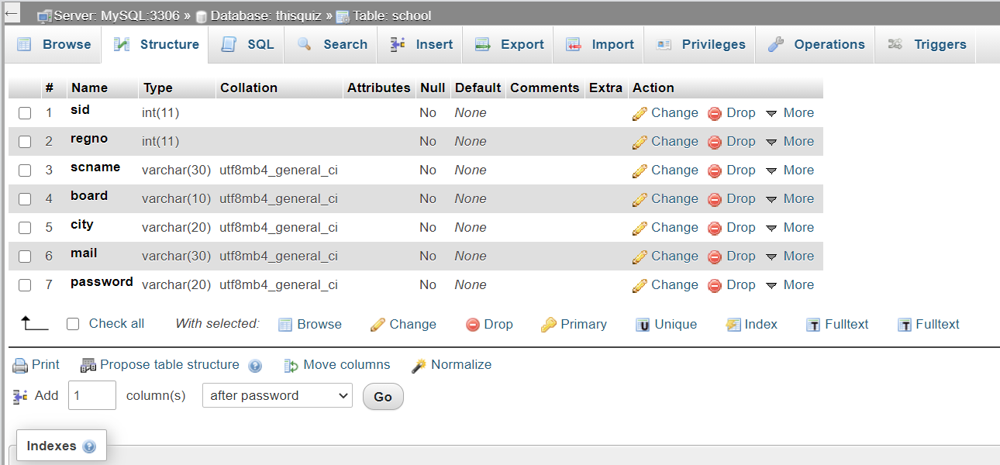 Server: MySQL:3306 » Database: thisquiz » Table: school
Browse Structure SQL Search Insert Export Import Privileges Operations Triggers
# Name Type Collation Attributes Null Default Comments Extra Action
1 sid int(11) No None Change Drop More
2 regno int(11) No None Change Drop More
3 scname varchar(30) utf8mb4_general_ci No None Change Drop More
4 board varchar(10) utf8mb4_general_ci No None Change Drop More
5 city varchar(20) utf8mb4_general_ci No None Change Drop More
6 mail varchar(30) utf8mb4_general_ci No None Change Drop More
7 password varchar(20) utf8mb4_general_ci No None Change Drop More
Check all With selected: Browse Change Drop Primary Unique Index Fulltext Fulltext
Print Propose table structure Move columns Normalize
Add 1 column(s) after password Go
Indexes